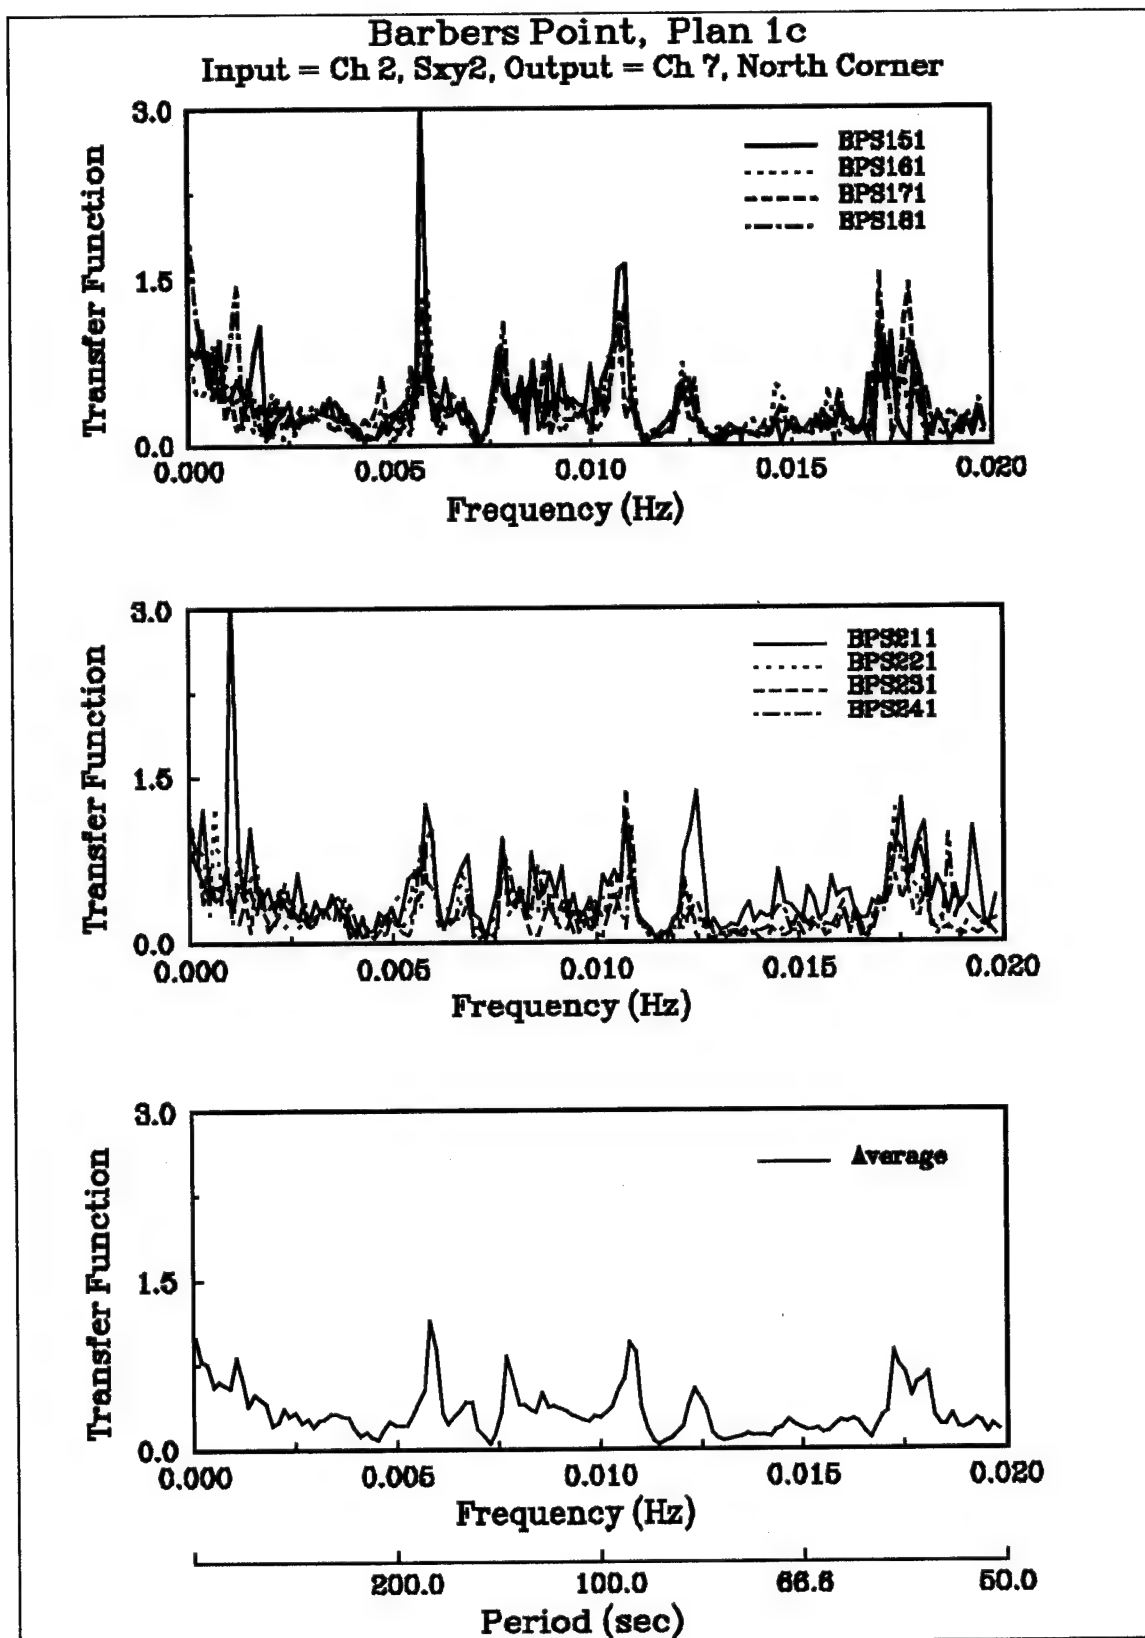 Barbers Point, Plan 1c
Input = Ch 2, Sxy2, Output = Ch 7, North Corner
Transfer Function
3.0
1.5
0.0
BPS151
BPS161
BPS171
BPS181
0.000 0.005 0.010 0.015 0.020
Frequency (Hz)
Transfer Function
3.0
1.5
0.0
BPS211
BPS221
BPS231
BPS241
0.000 0.005 0.010 0.015 0.020
Frequency (Hz)
Transfer Function
3.0
1.5
0.0
Average
0.000 0.005 0.010 0.015 0.020
Frequency (Hz)
200.0 100.0 66.6 50.0
Period (sec)